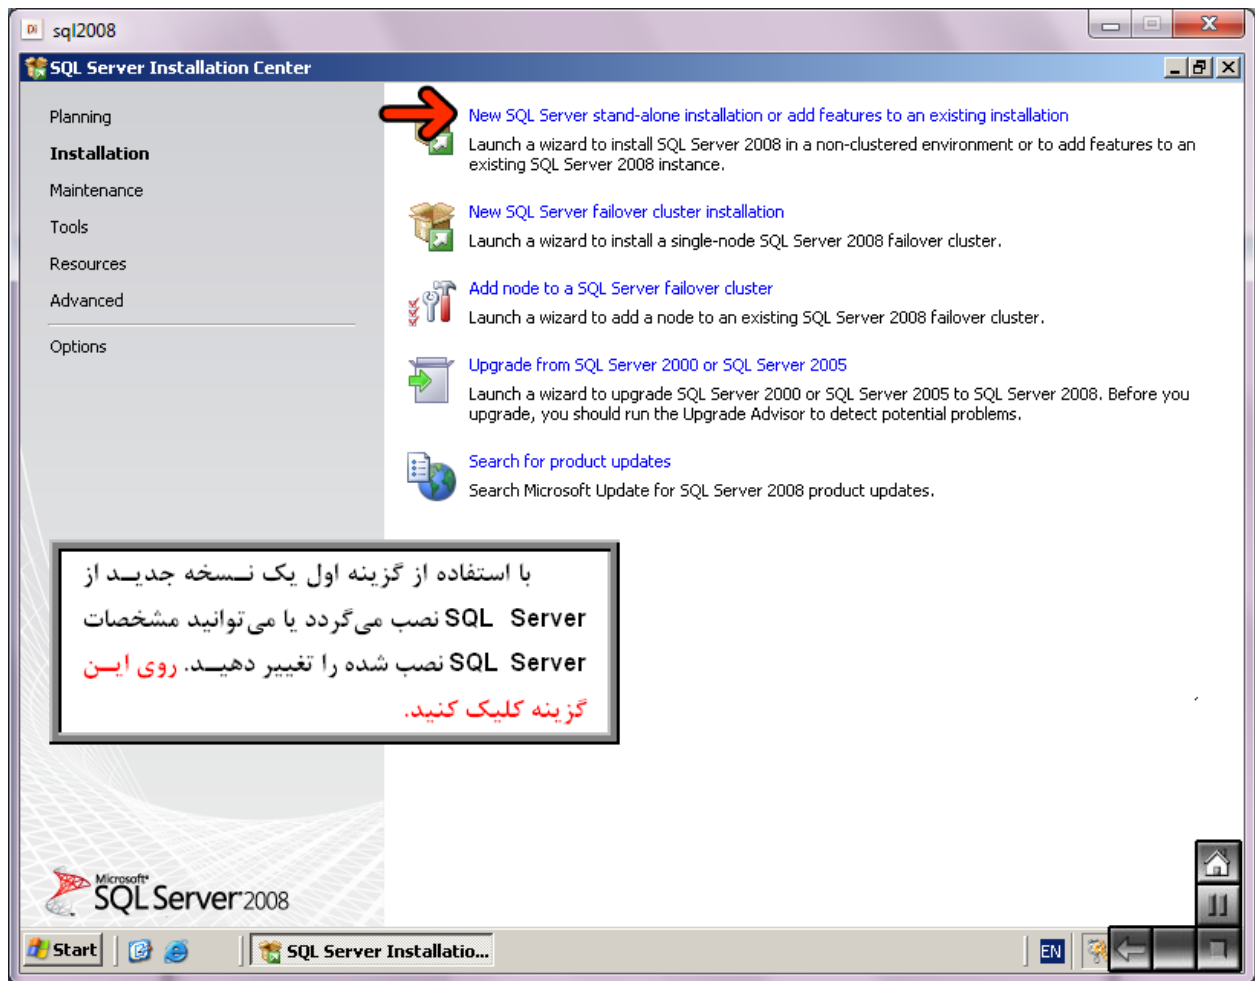 sql2008
SQL Server Installation Center
Planning
Installation
Maintenance
Tools
Resources
Advanced
Options
New SQL Server stand-alone installation or add features to an existing installation
Launch a wizard to install SQL Server 2008 in a non-clustered environment or to add features to an
existing SQL Server 2008 instance.
New SQL Server failover cluster installation
Launch a wizard to install a single-node SQL Server 2008 failover cluster.
Add node to a SQL Server failover cluster
Launch a wizard to add a node to an existing SQL Server 2008 failover cluster.
Upgrade from SQL Server 2000 or SQL Server 2005
Launch a wizard to upgrade SQL Server 2000 or SQL Server 2005 to SQL Server 2008. Before you
upgrade, you should run the Upgrade Advisor to detect potential problems.
Search for product updates
Search Microsoft Update for SQL Server 2008 product updates.
با استفاده از گزینه اول یک نسخه جدید از
SQL Server نصب می‌گردد یا می‌توانید مشخصات
SQL Server نصب شده را تغییر دهید. روی این
گزینه کلیک کنید.
Microsoft
SQL Server 2008
Start
SQL Server Installatio...
EN